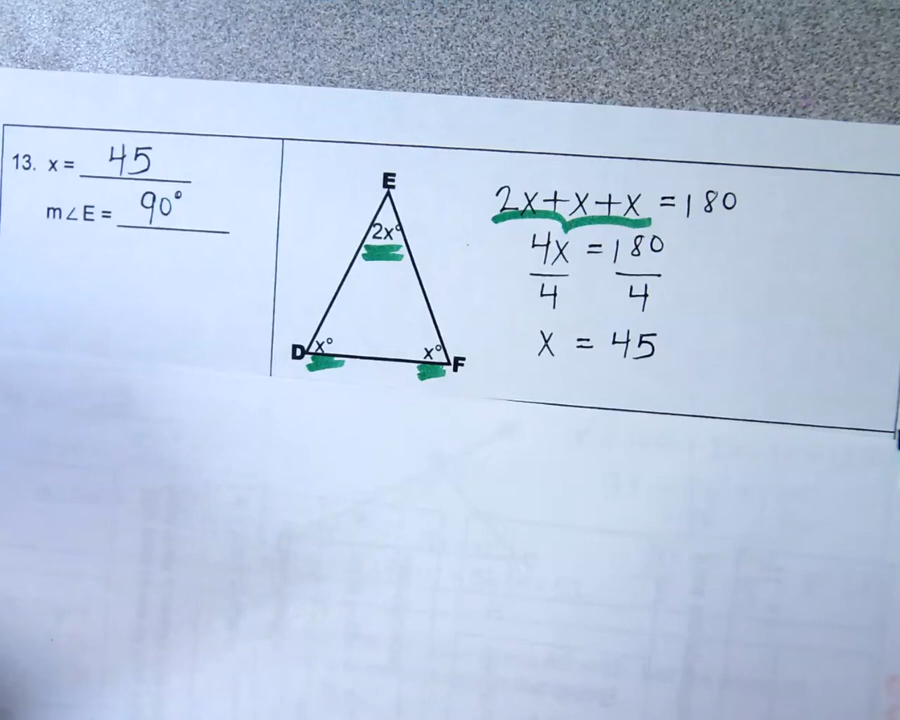 13. x = 45
m∠E = 90°
E
2x°
D x° x° F
2x+x+x = 180
4x = 180
4 4
x = 45